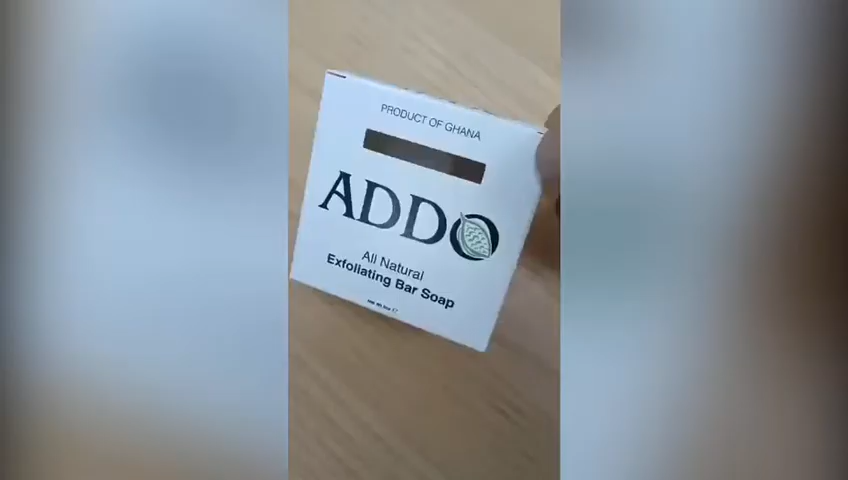 PRODUCT OF GHANA
ADDO
All Natural
Exfoliating Bar Soap